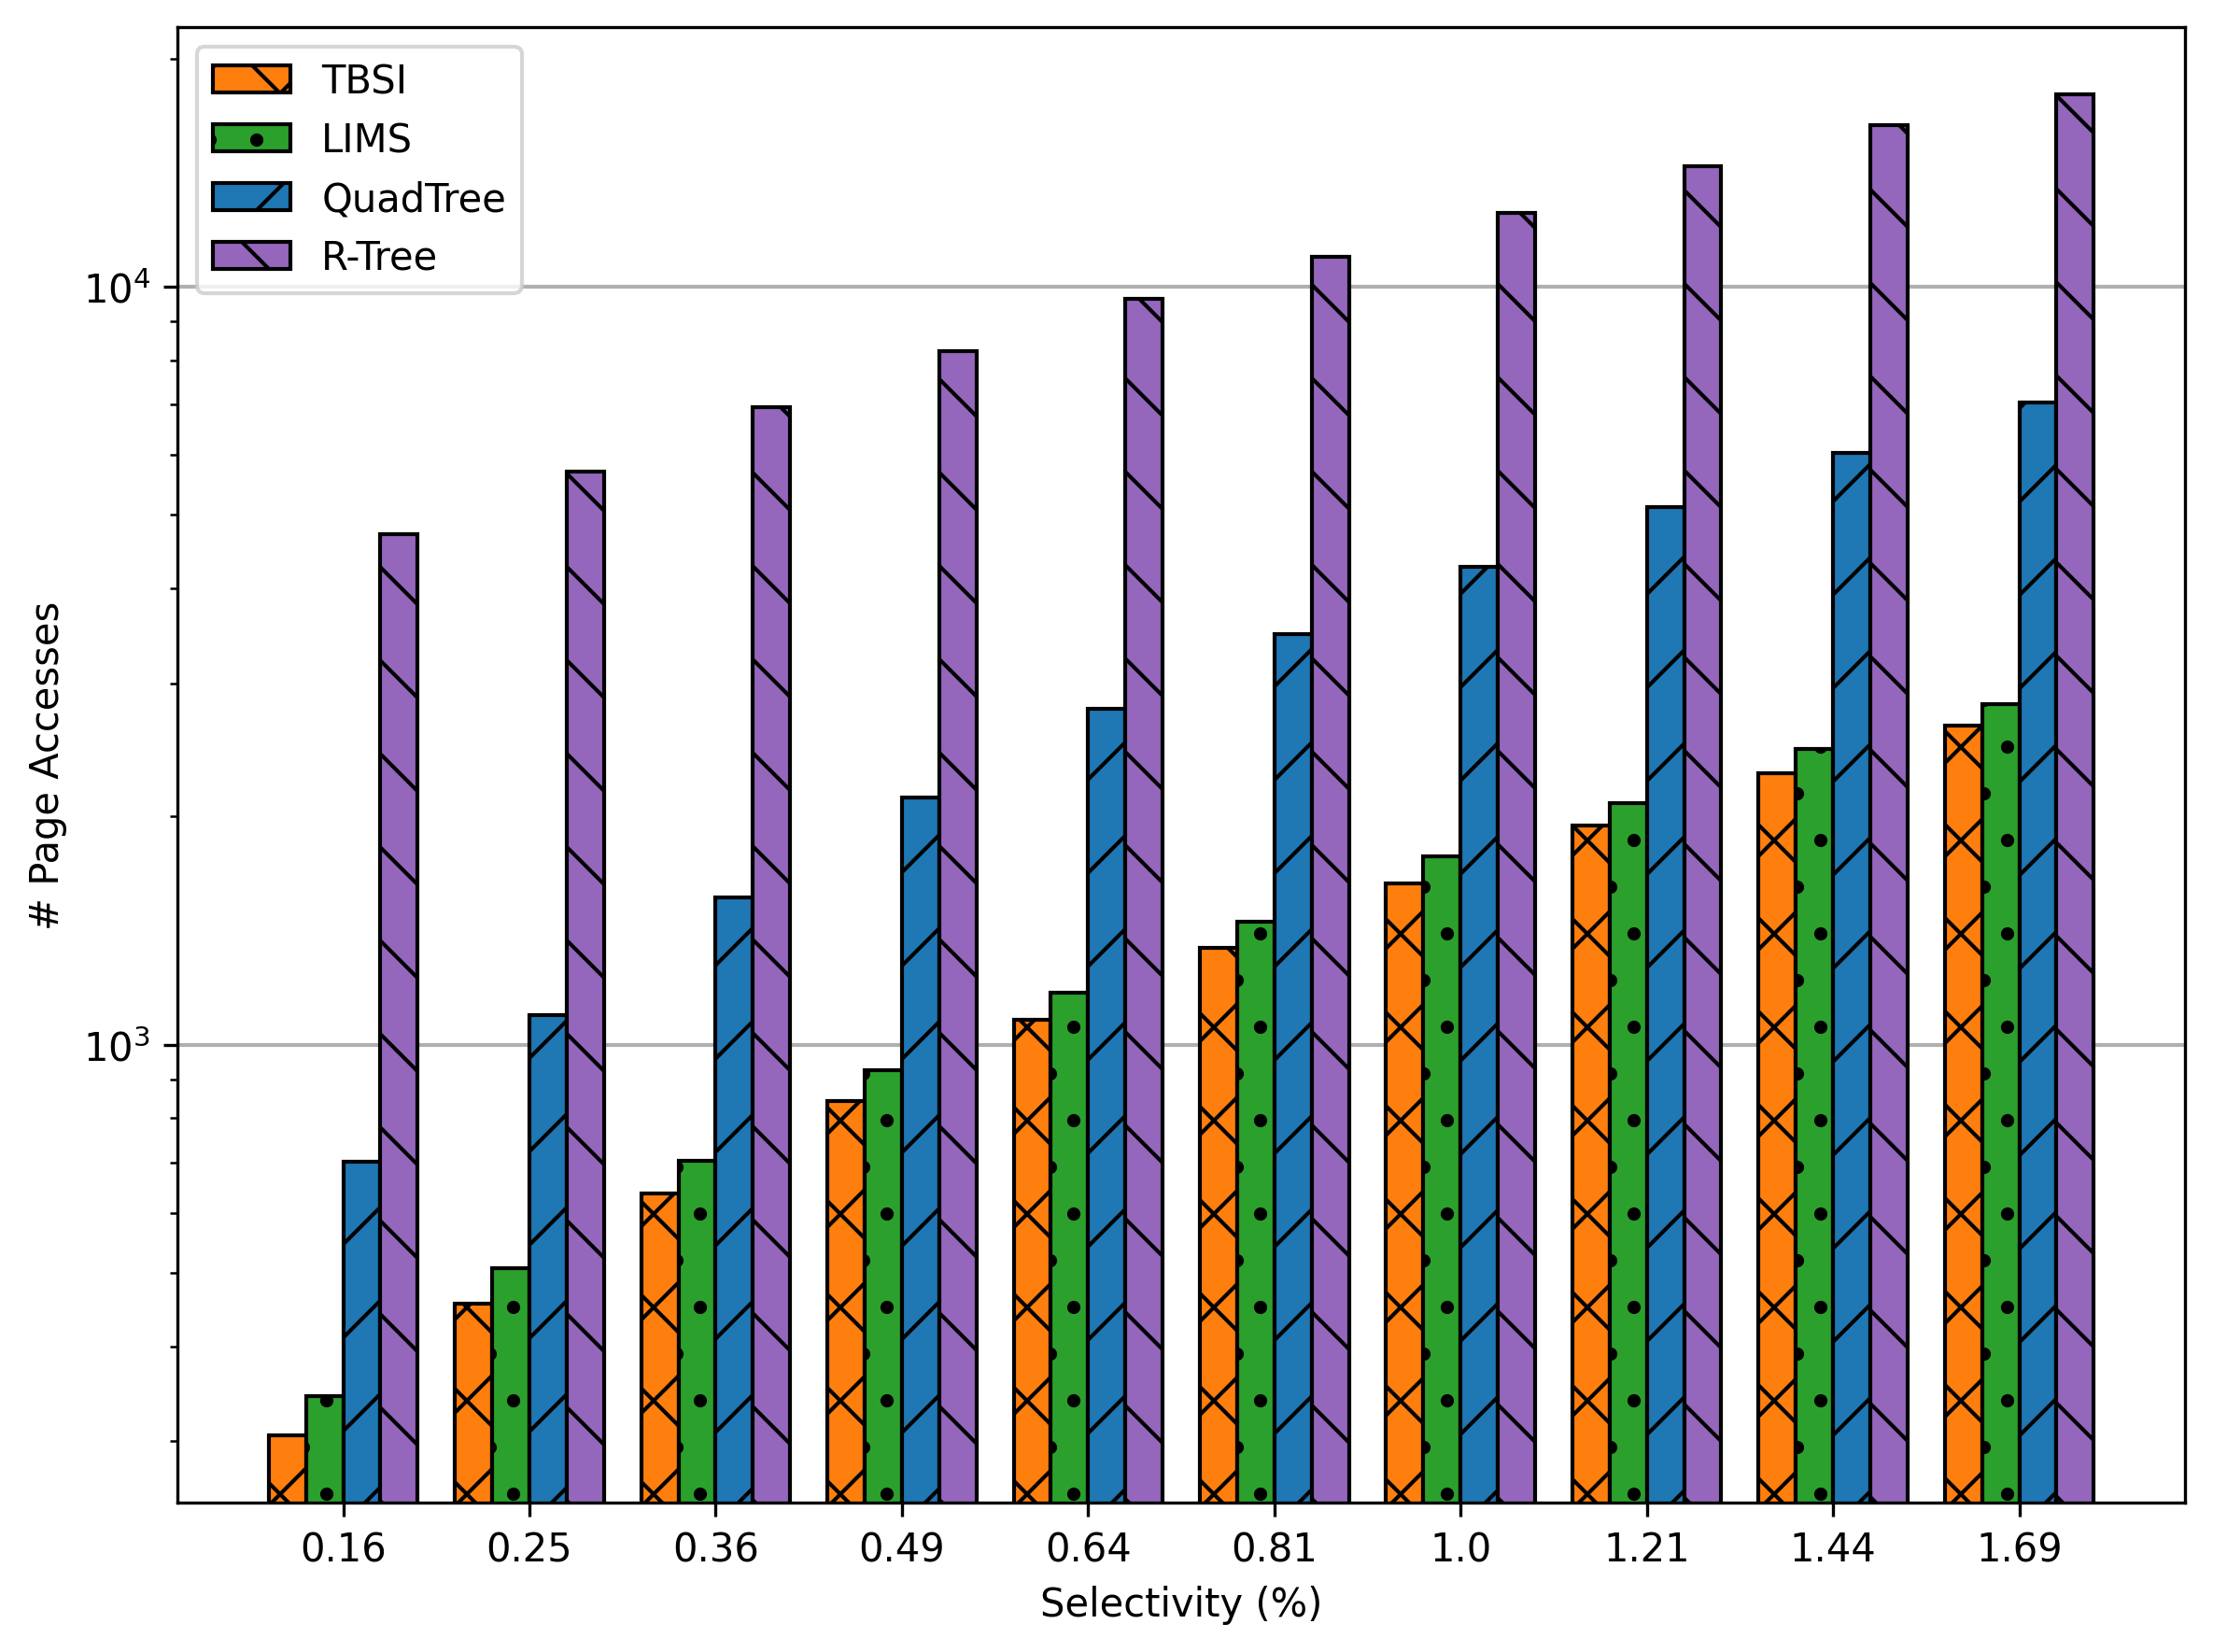 TBSI
LIMS
QuadTree
R-Tree
10⁴
10³
# Page Accesses
0.16 0.25 0.36 0.49 0.64 0.81 1.0 1.21 1.44 1.69
Selectivity (%)